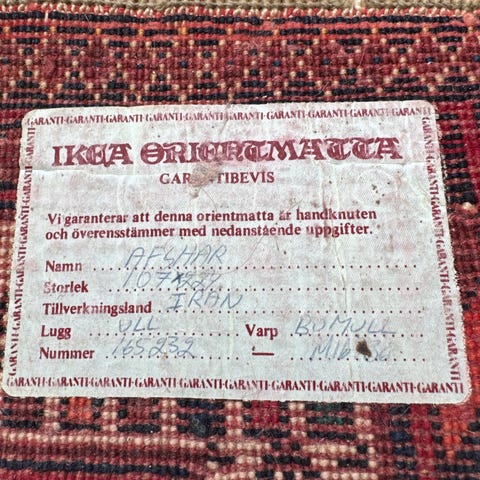 GARANTI-GARANTI-GARANTI-GARANTI-GARANTI-GARANTI-GARANTI-GARANTI-GARANTI
IKEA ORIENTMATTA
GARANTIBEVIS
Vi garanterar att denna orientmatta är handknuten
och överensstämmer med nedanstående uppgifter.
Namn AFSHAR
Storlek
Tillverkningsland IRAN
Lugg ULL Varp BOMULL
Nummer 165232 —
GARANTI-GARANTI-GARANTI-GARANTI-GARANTI-GARANTI-GARANTI-GARANTI-GARANTI